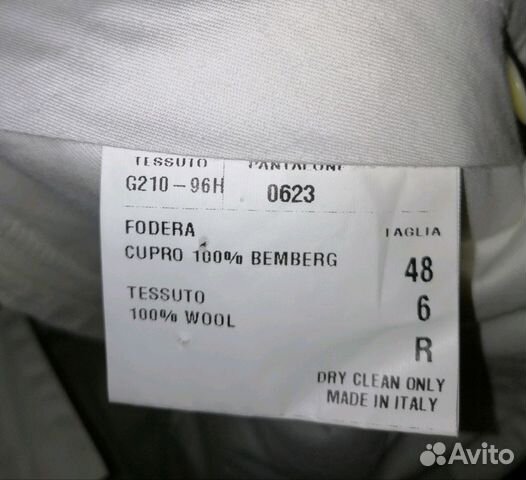 TESSUTO PANTALONE
G210-96H 0623
FODERA TAGLIA
CUPRO 100% BEMBERG 48
TESSUTO 6
100% WOOL R
DRY CLEAN ONLY
MADE IN ITALY
Avito